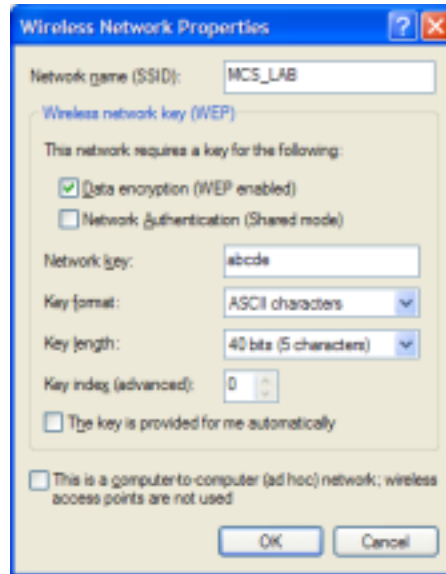 Wireless Network Properties
Network name (SSID): MCS_LAB
Wireless network key (WEP)
This network requires a key for the following:
Data encryption (WEP enabled)
Network Authentication (Shared mode)
Network key: abcde
Key format: ASCII characters
Key length: 40 bits (5 characters)
Key index (advanced): 0
The key is provided for me automatically
This is a computer-to-computer (ad hoc) network; wireless
access points are not used
OK Cancel